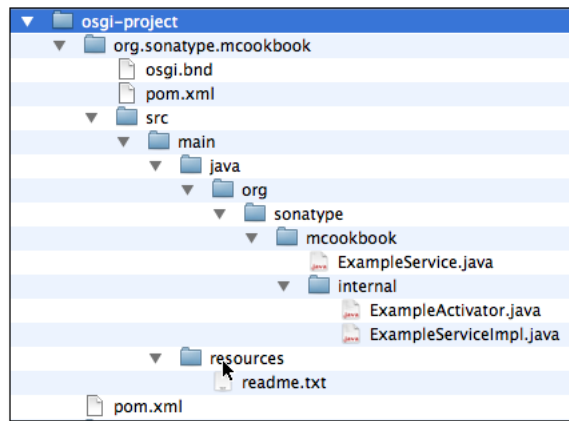 osgi-project
org.sonatype.mcookbook
osgi.bnd
pom.xml
src
main
java
org
sonatype
mcookbook
ExampleService.java
internal
ExampleActivator.java
ExampleServiceImpl.java
resources
readme.txt
pom.xml